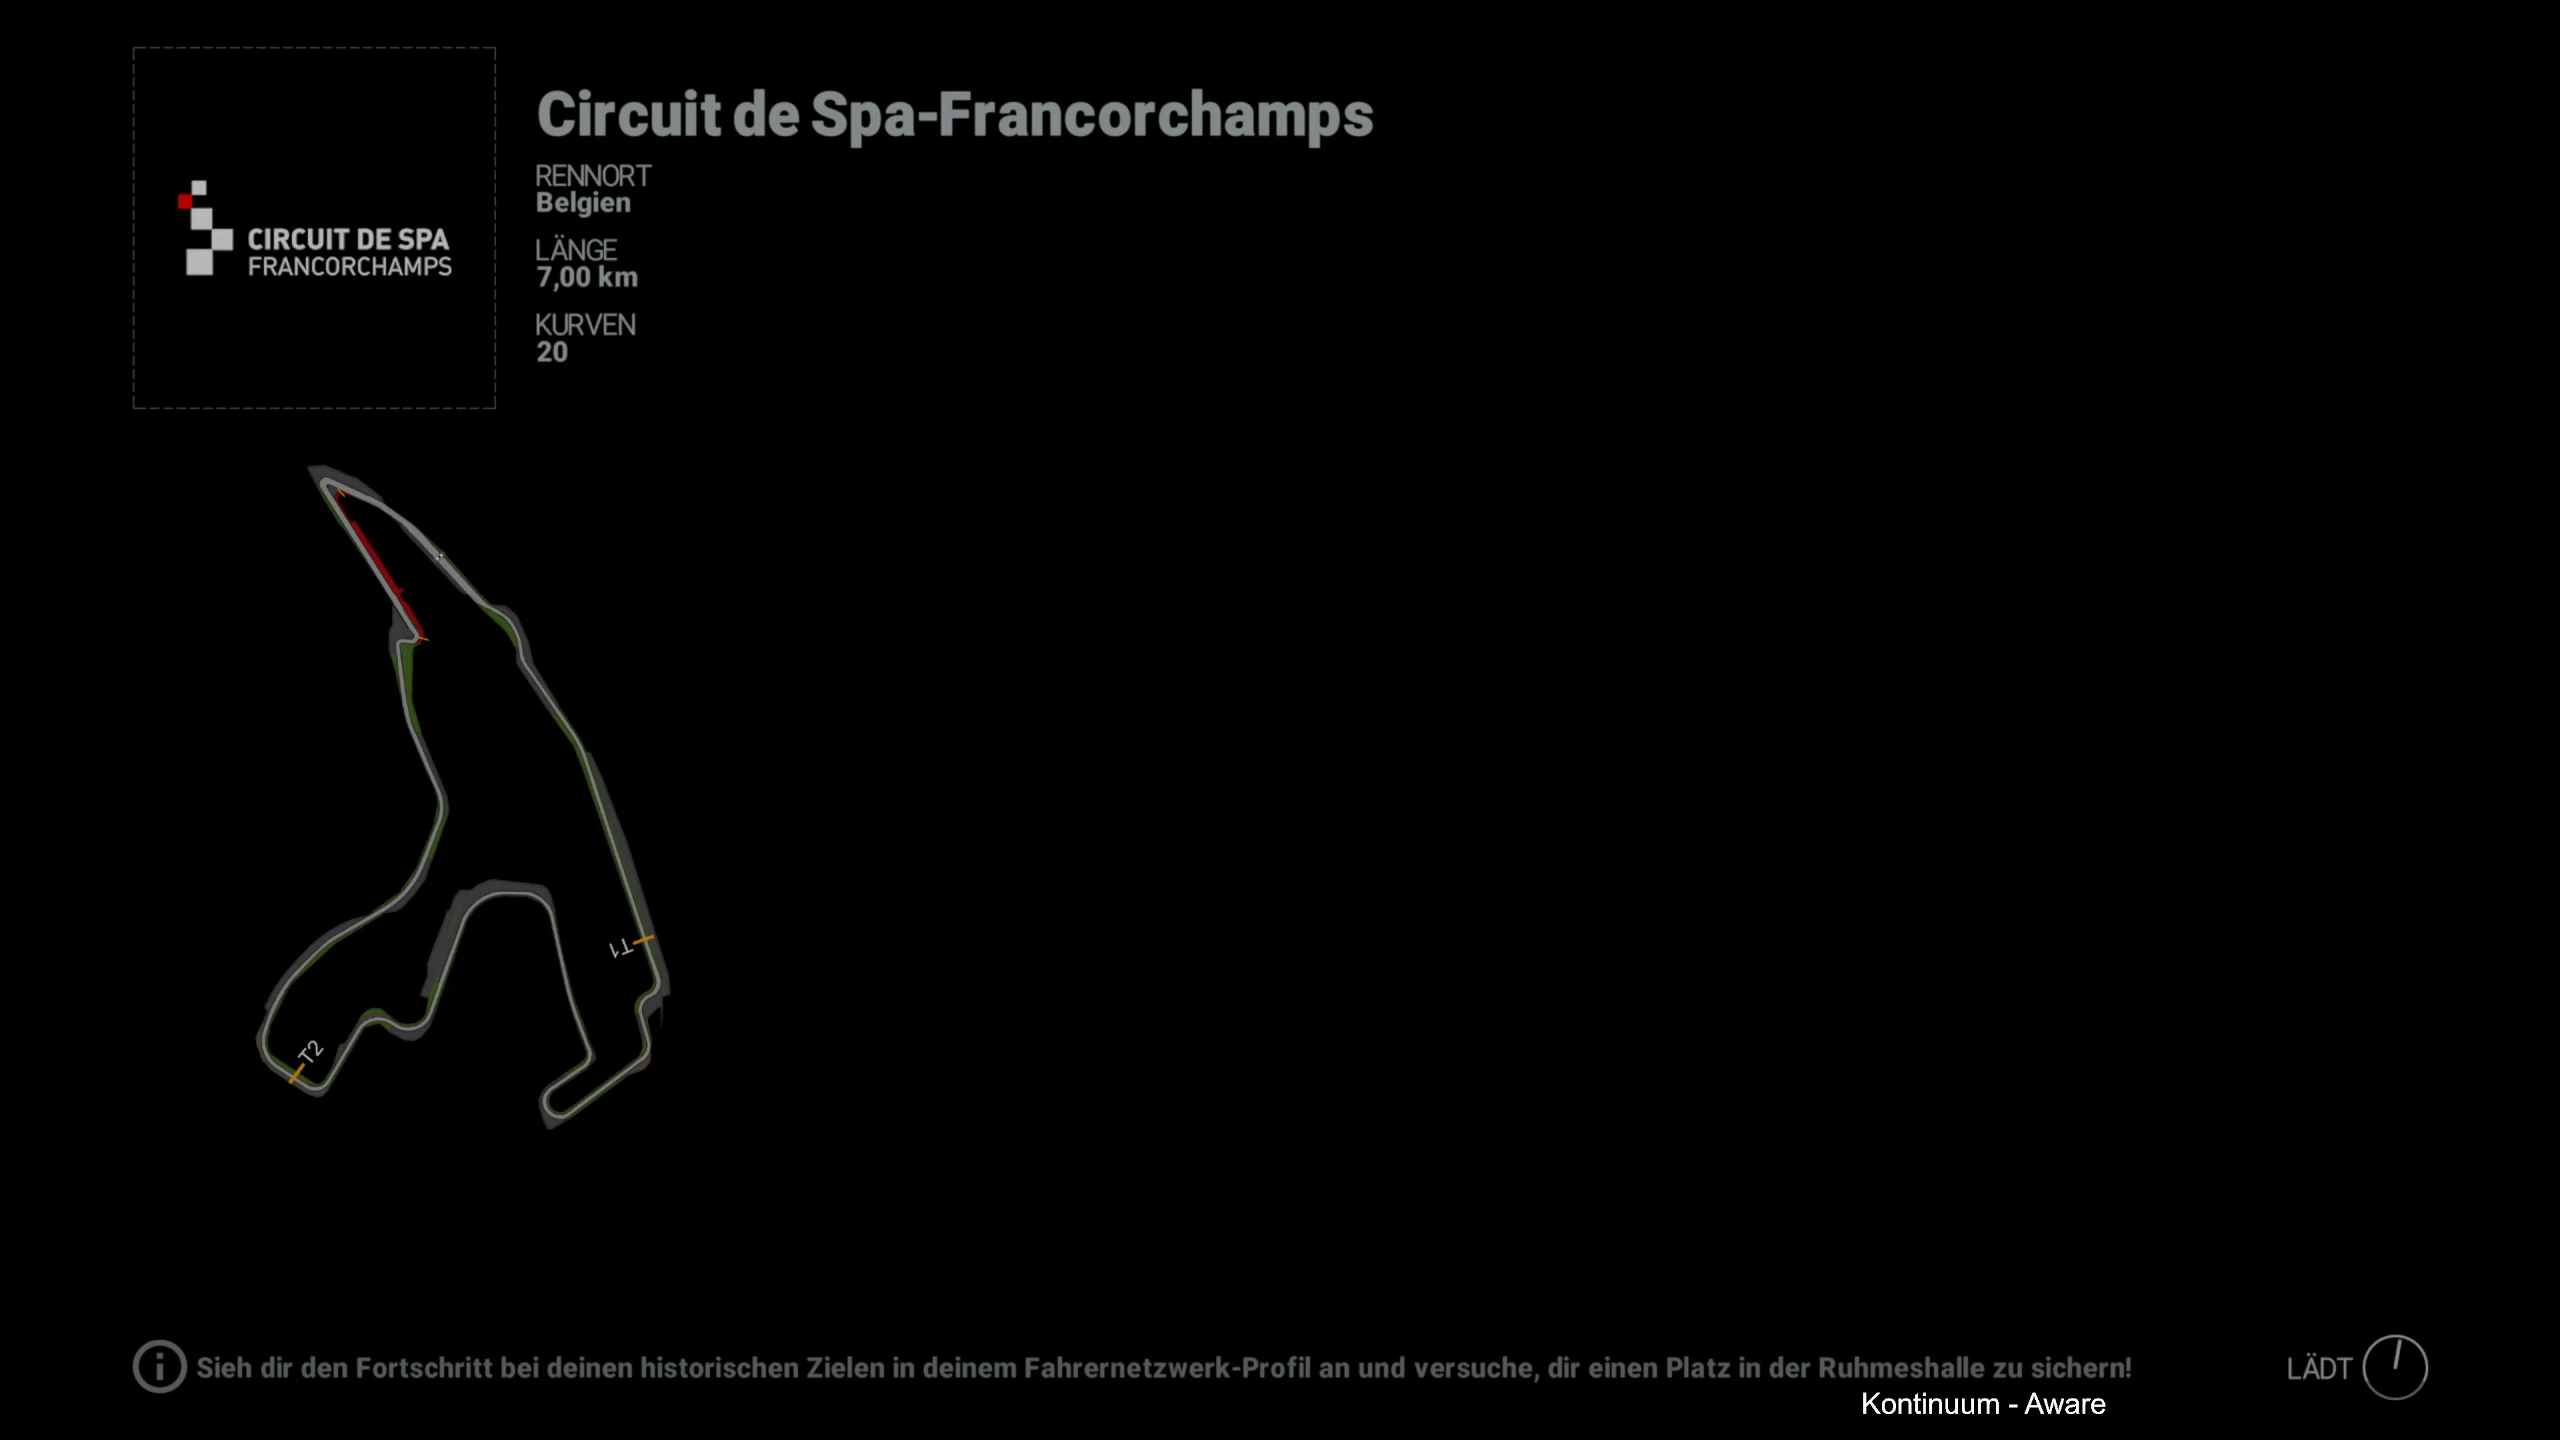 CIRCUIT DE SPA
FRANCORCHAMPS
Circuit de Spa-Francorchamps
RENNORT
Belgien
LÄNGE
7,00 km
KURVEN
20
T1
T2
Sieh dir den Fortschritt bei deinen historischen Zielen in deinem Fahrernetzwerk-Profil an und versuche, dir einen Platz in der Ruhmeshalle zu sichern!
LÄDT
Kontinuum - Aware